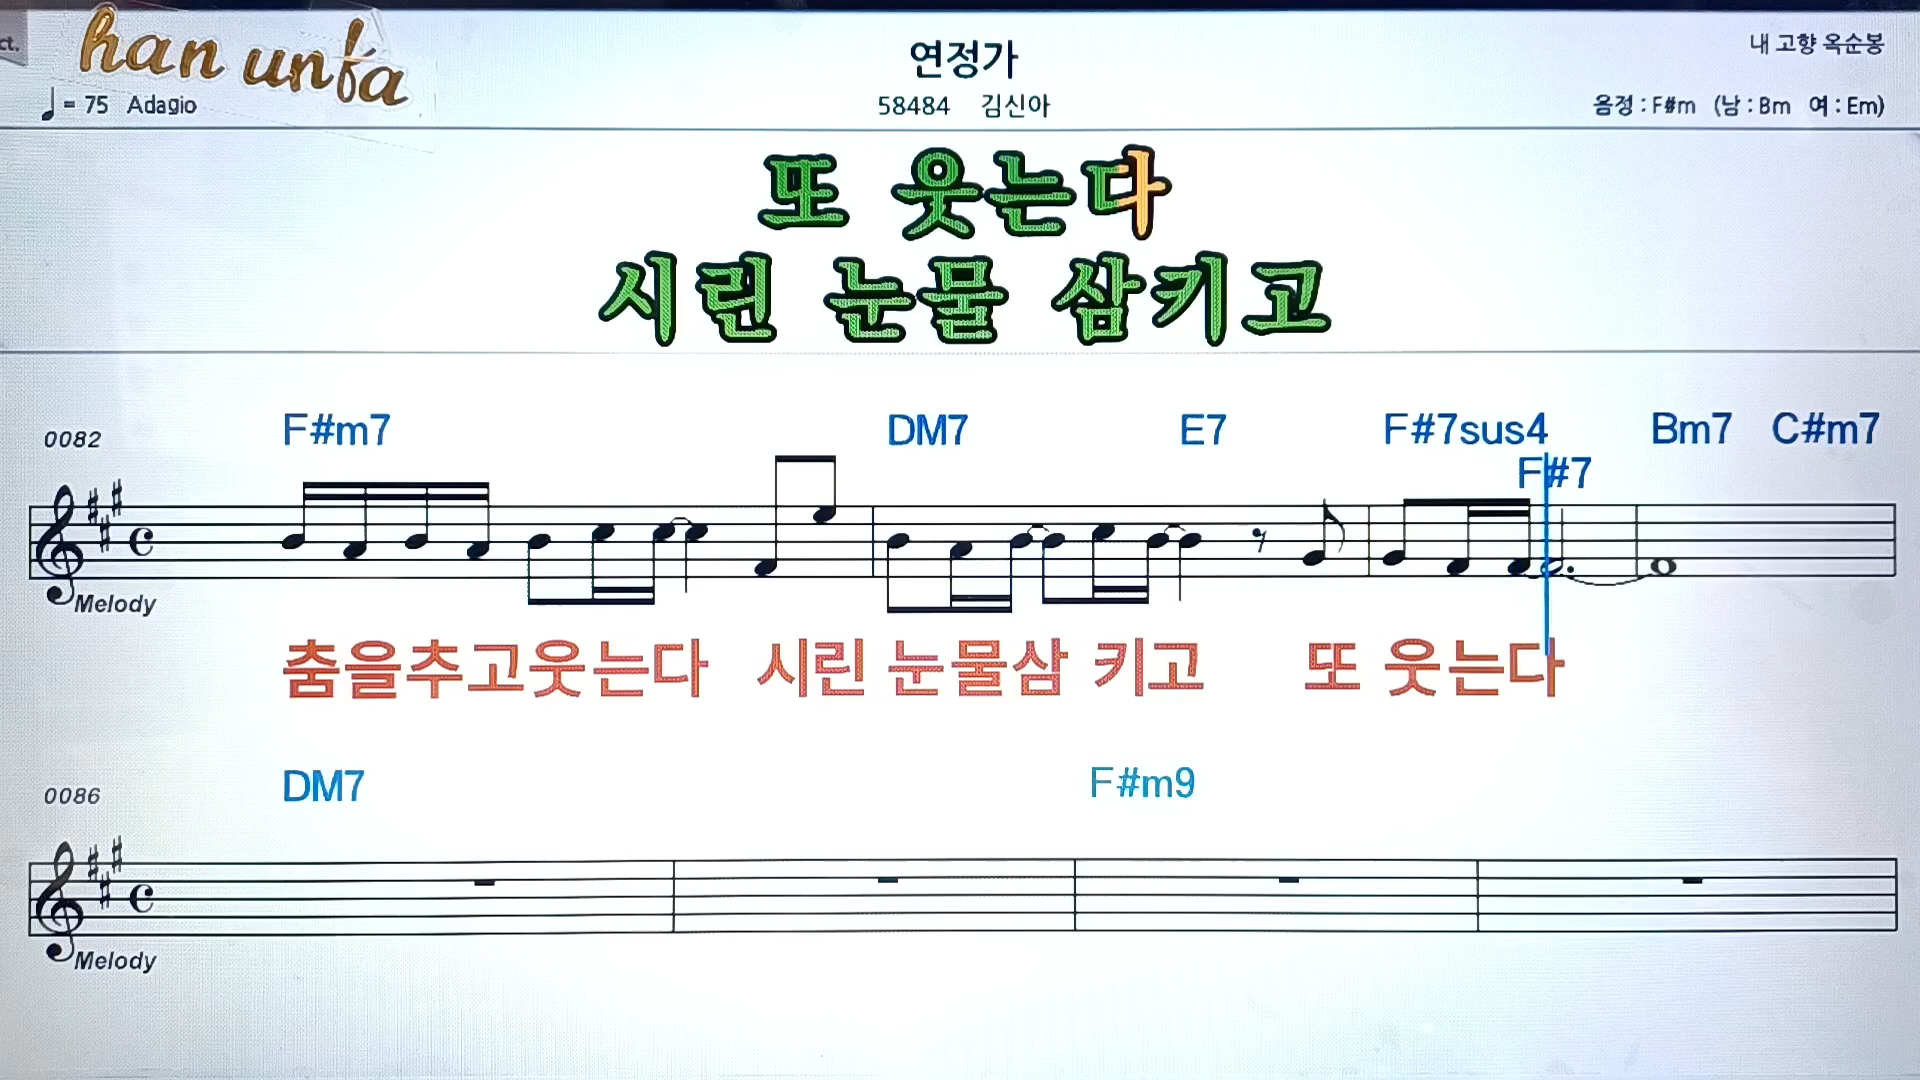 ct.
han unfa
연정가
내 고향 옥순봉
♩= 75 Adagio
58484 김신아
음정 : F#m (남 : Bm 여 : Em)
또 웃는다
시린 눈물 삼키고
0082
F#m7 DM7 E7 F#7sus4 Bm7 C#m7
F#7
Melody
춤을추고웃는다 시린 눈물삼 키고 또 웃는다
0086
DM7 F#m9
Melody